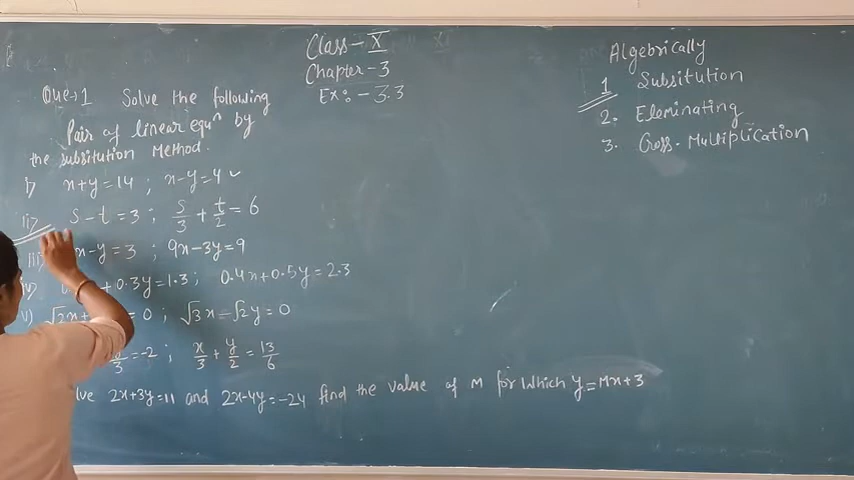 Class - X
Chapter - 3
Ex: - 3.3
Que:1 Solve the following
Pair of linear equⁿ by
the subsitution Method.
i) x+y=14 ; x-y=4 ✓
ii) s-t=3 ; s/3 + t/2 = 6
iii) x-y=3 ; 9x-3y=9
iv) + 0.3y=1.3 ; 0.4x+0.5y=2.3
v) √2x+ =0 ; √3x-√2y=0
/3=-2 ; x/3 + y/2 = 13/6
2x+3y=11 and 2x-4y=-24 find the value of M for which y=Mx+3
Algebrically
1 Subsitution
2. Eleminating
3. Cross-Multiplication